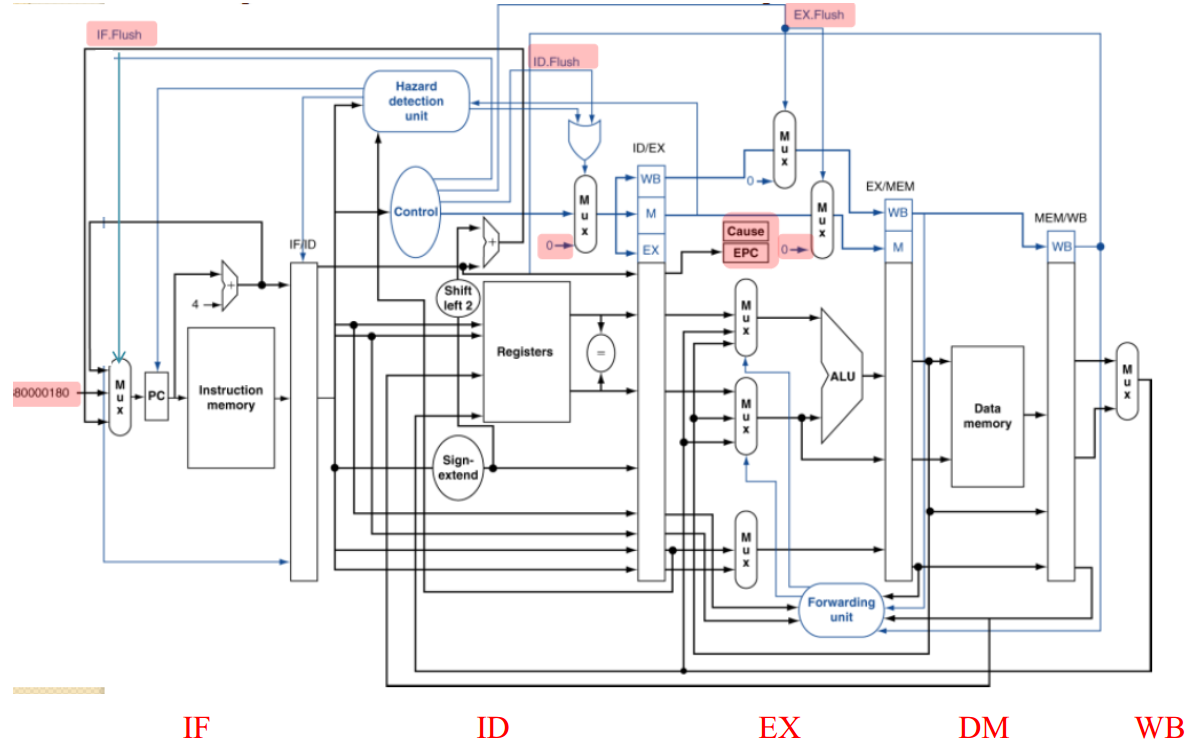 EX.Flush
IF.Flush
ID.Flush
Hazard
detection
unit
M
u
x
ID/EX
WB
0
M
u
x
Control
M
u
x
M
EX/MEM
WB
MEM/WB
Cause
0
EX
EPC
0
M
WB
IF/ID
+
+
4
Shift
left 2
M
u
x
Registers
=
M
u
x
80000180
PC
Instruction
memory
ALU
M
u
x
M
u
x
Data
memory
Sign-
extend
M
u
x
Forwarding
unit
IF
ID
EX
DM
WB